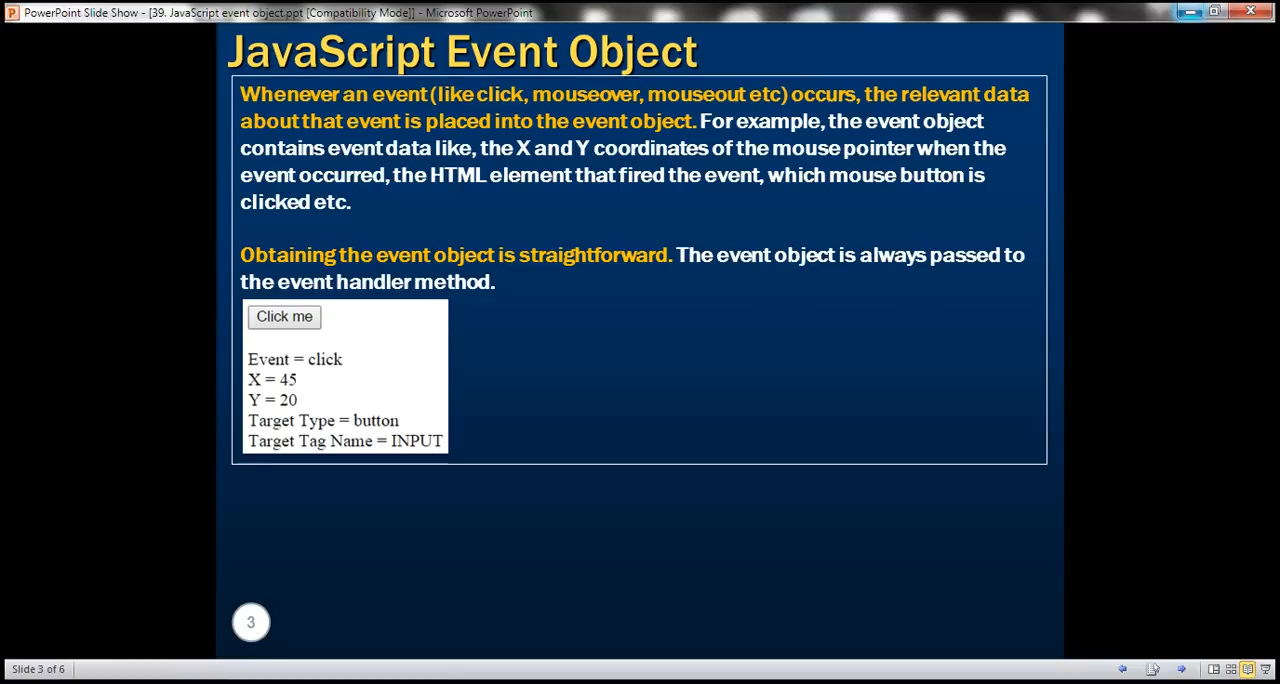 PowerPoint Slide Show - [39. JavaScript event object.ppt [Compatibility Mode]] - Microsoft PowerPoint
JavaScript Event Object
Whenever an event (like click, mouseover, mouseout etc) occurs, the relevant data
about that event is placed into the event object. For example, the event object
contains event data like, the X and Y coordinates of the mouse pointer when the
event occurred, the HTML element that fired the event, which mouse button is
clicked etc.
Obtaining the event object is straightforward. The event object is always passed to
the event handler method.
Click me
Event = click
X = 45
Y = 20
Target Type = button
Target Tag Name = INPUT
3
Slide 3 of 6